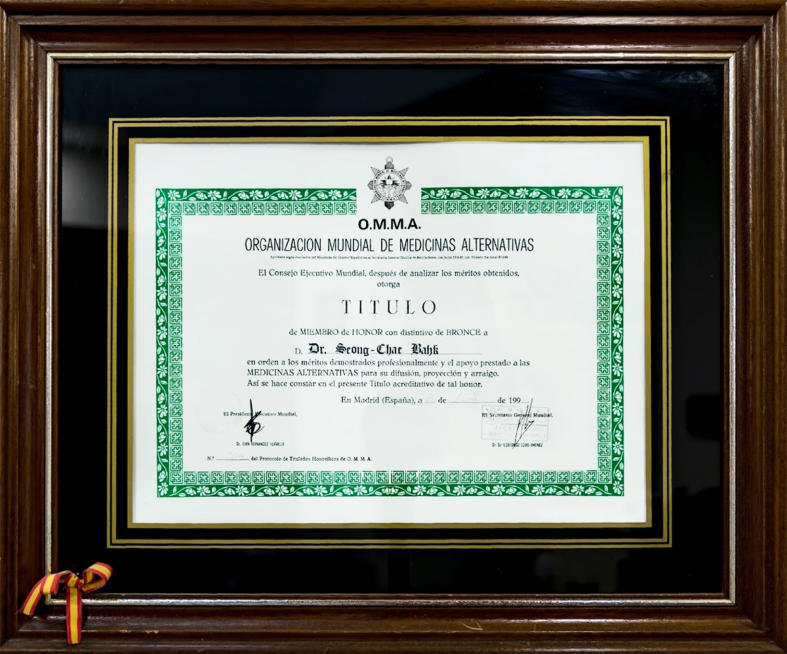 O.M.M.A.
ORGANIZACION MUNDIAL DE MEDICINAS ALTERNATIVAS
El Consejo Ejecutivo Mundial, después de analizar los méritos obtenidos,
otorga
TITULO
de MIEMBRO de HONOR con distintivo de BRONCE a
D. Dr. Seong-Chae Bahk
en orden a los méritos demostrados profesionalmente y el apoyo prestado a las
MEDICINAS ALTERNATIVAS para su difusión, proyección y arraigo.
Así se hace constar en el presente Título acreditativo de tal honor.
En Madrid (España), a de de 199
El Presidente Ejecutivo Mundial,
El Secretario General Mundial,
N.º del Protocolo de Titulados Honoríficos de O. M. M. A.